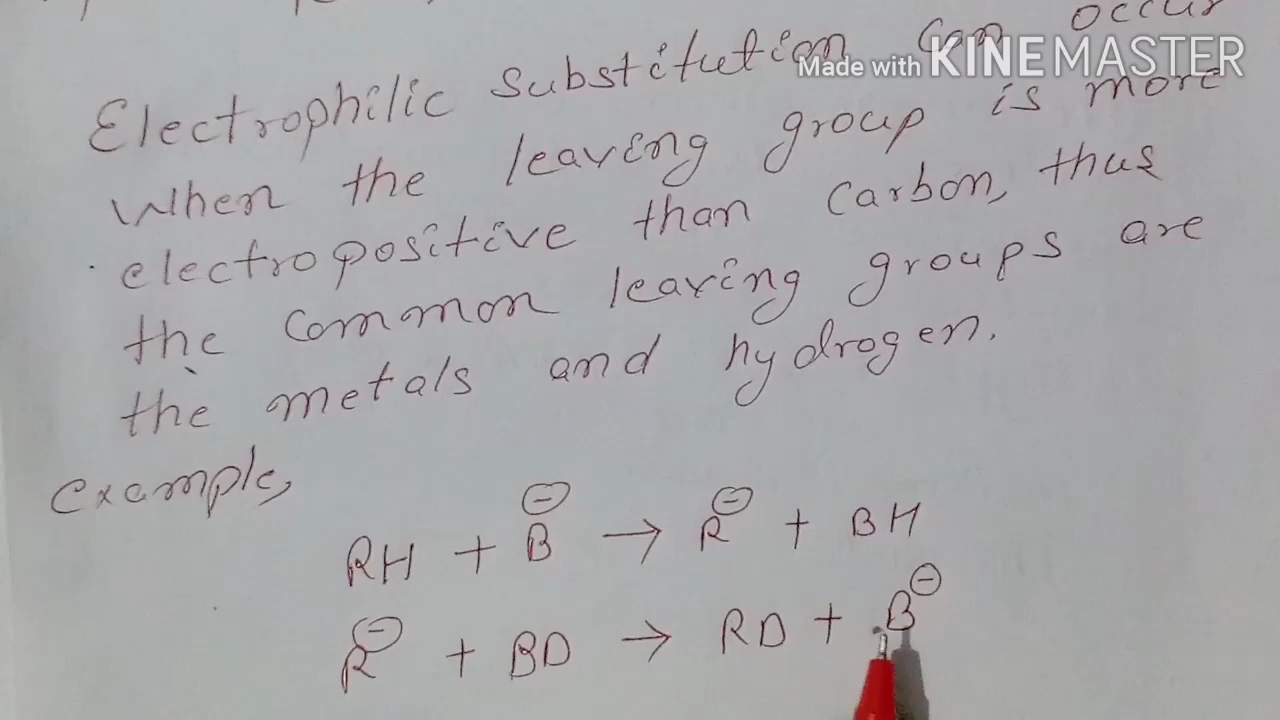 Electrophilic substitution can occur
Made with KINEMASTER
When the leaving group is more
electropositive than carbon, thus
the common leaving groups are
the metals and hydrogen.
example,
RH + B⊖ → R⊖ + BH
R⊖ + BD → RD + B⊖